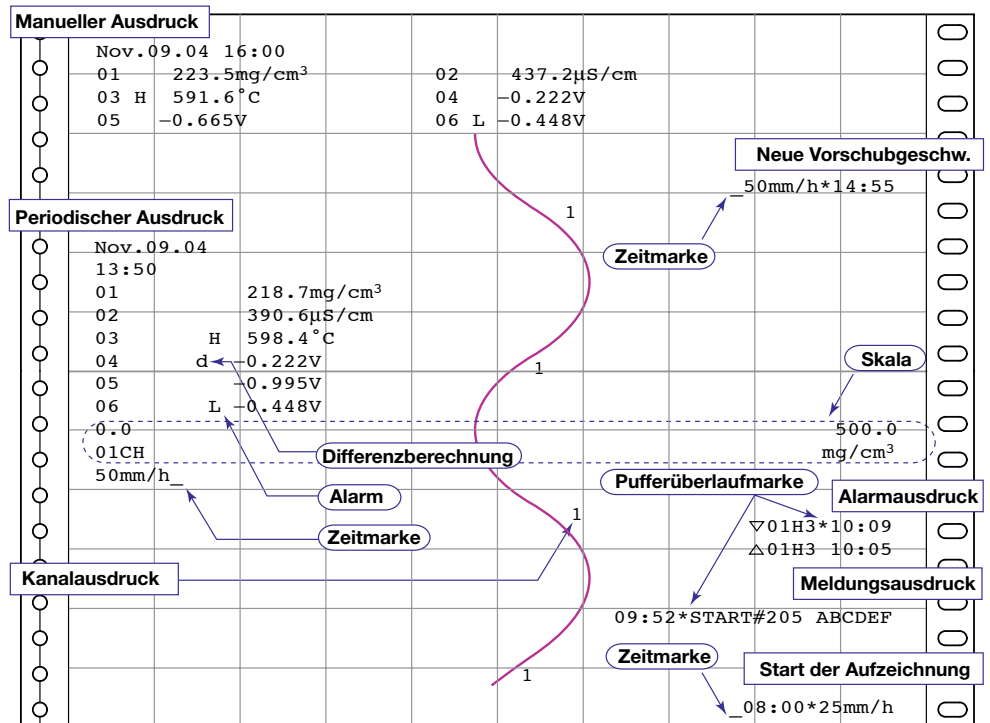 Manueller Ausdruck
Nov.09.04 16:00
01 223.5mg/cm³ 02 437.2µS/cm
03 H 591.6°C 04 −0.222V
05 −0.665V 06 L −0.448V
Neue Vorschubgeschw.
_50mm/h*14:55
1
Periodischer Ausdruck
Zeitmarke
Nov.09.04
13:50
01 218.7mg/cm³
02 390.6µS/cm
03 H 598.4°C
04 d −0.222V
1
Skala
05 −0.995V
06 L −0.448V
0.0 500.0
01CH mg/cm³
Differenzberechnung
50mm/h_
Pufferüberlaufmarke
Alarm
Alarmausdruck
1
▽01H3*10:09
Zeitmarke
△01H3 10:05
Kanalausdruck
Meldungsausdruck
09:52*START#205 ABCDEF
Zeitmarke
Start der Aufzeichnung
1
_08:00*25mm/h